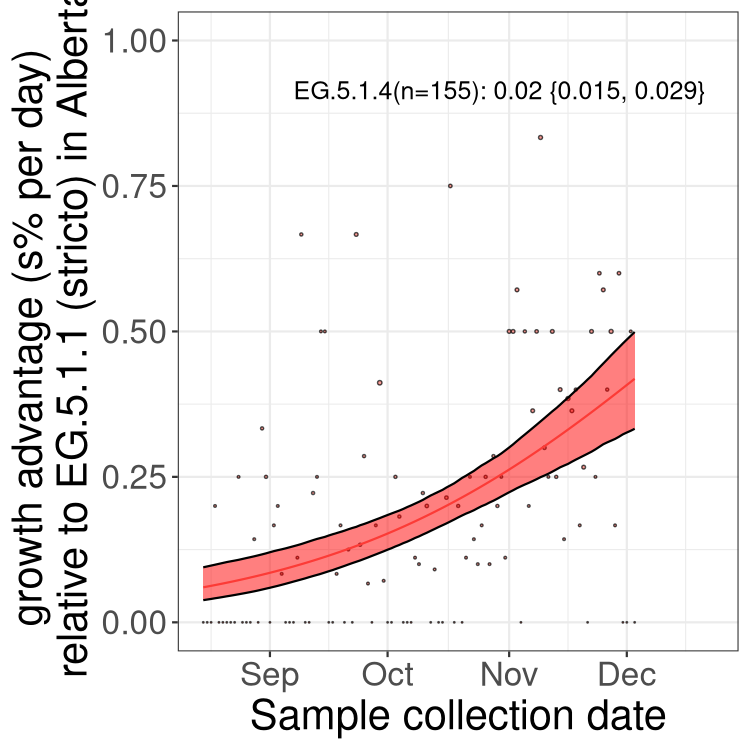 growth advantage (s% per day)
relative to EG.5.1.1 (stricto) in Alberta
1.00
0.75
0.50
0.25
0.00
EG.5.1.4(n=155): 0.02 {0.015, 0.029}
Sep Oct Nov Dec
Sample collection date